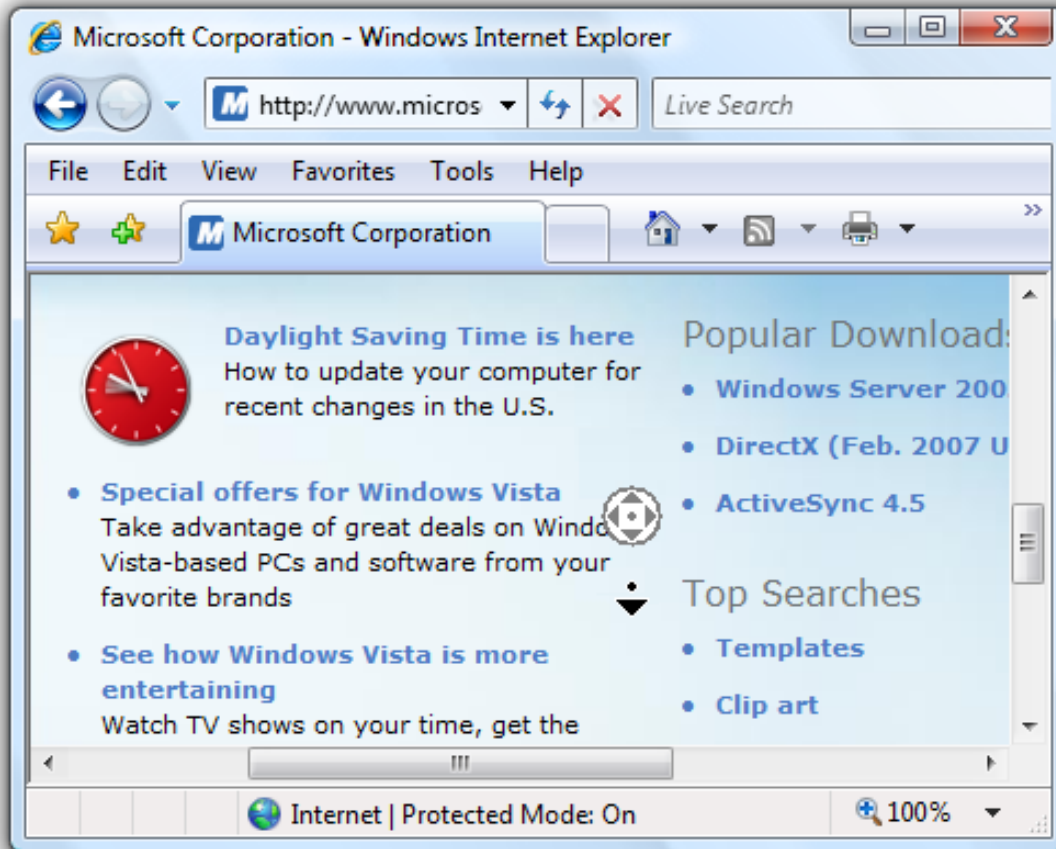 Microsoft Corporation - Windows Internet Explorer
http://www.micros
Live Search
File Edit View Favorites Tools Help
Microsoft Corporation
Daylight Saving Time is here
How to update your computer for
recent changes in the U.S.
• Special offers for Windows Vista
Take advantage of great deals on Windo
Vista-based PCs and software from your
favorite brands
• See how Windows Vista is more
entertaining
Watch TV shows on your time, get the
Popular Downloads
• Windows Server 200
• DirectX (Feb. 2007 U
• ActiveSync 4.5
Top Searches
• Templates
• Clip art
Internet | Protected Mode: On
100%